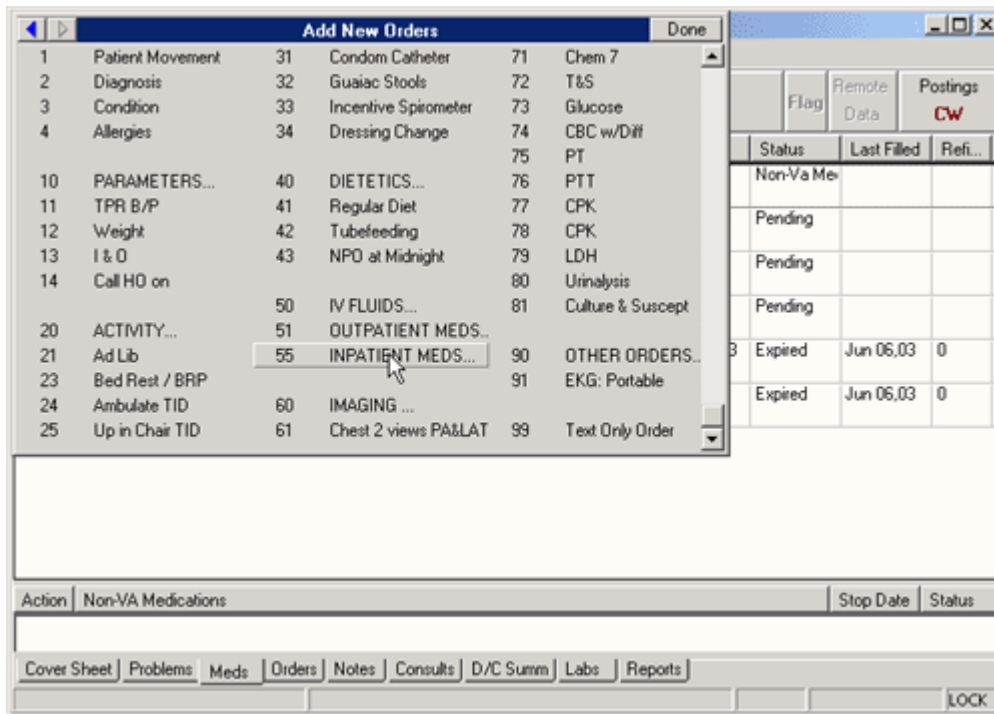 Add New Orders Done
1 Patient Movement 31 Condom Catheter 71 Chem 7
2 Diagnosis 32 Guaiac Stools 72 T&S
3 Condition 33 Incentive Spirometer 73 Glucose
4 Allergies 34 Dressing Change 74 CBC w/Diff
75 PT
10 PARAMETERS... 40 DIETETICS... 76 PTT
11 TPR B/P 41 Regular Diet 77 CPK
12 Weight 42 Tubefeeding 78 CPK
13 I & O 43 NPO at Midnight 79 LDH
14 Call HO on 80 Urinalysis
50 IV FLUIDS... 81 Culture & Suscept
20 ACTIVITY... 51 OUTPATIENT MEDS..
21 Ad Lib 55 INPATIENT MEDS... 90 OTHER ORDERS..
23 Bed Rest / BRP 91 EKG: Portable
24 Ambulate TID 60 IMAGING ...
25 Up in Chair TID 61 Chest 2 views PA&LAT 99 Text Only Order
Flag Remote Data Postings CW
Status Last Filled Refi...
Non-Va Me
Pending
Pending
Pending
3 Expired Jun 06,03 0
Expired Jun 06,03 0
Action Non-VA Medications Stop Date Status
Cover Sheet Problems Meds Orders Notes Consults D/C Summ Labs Reports
LOCK